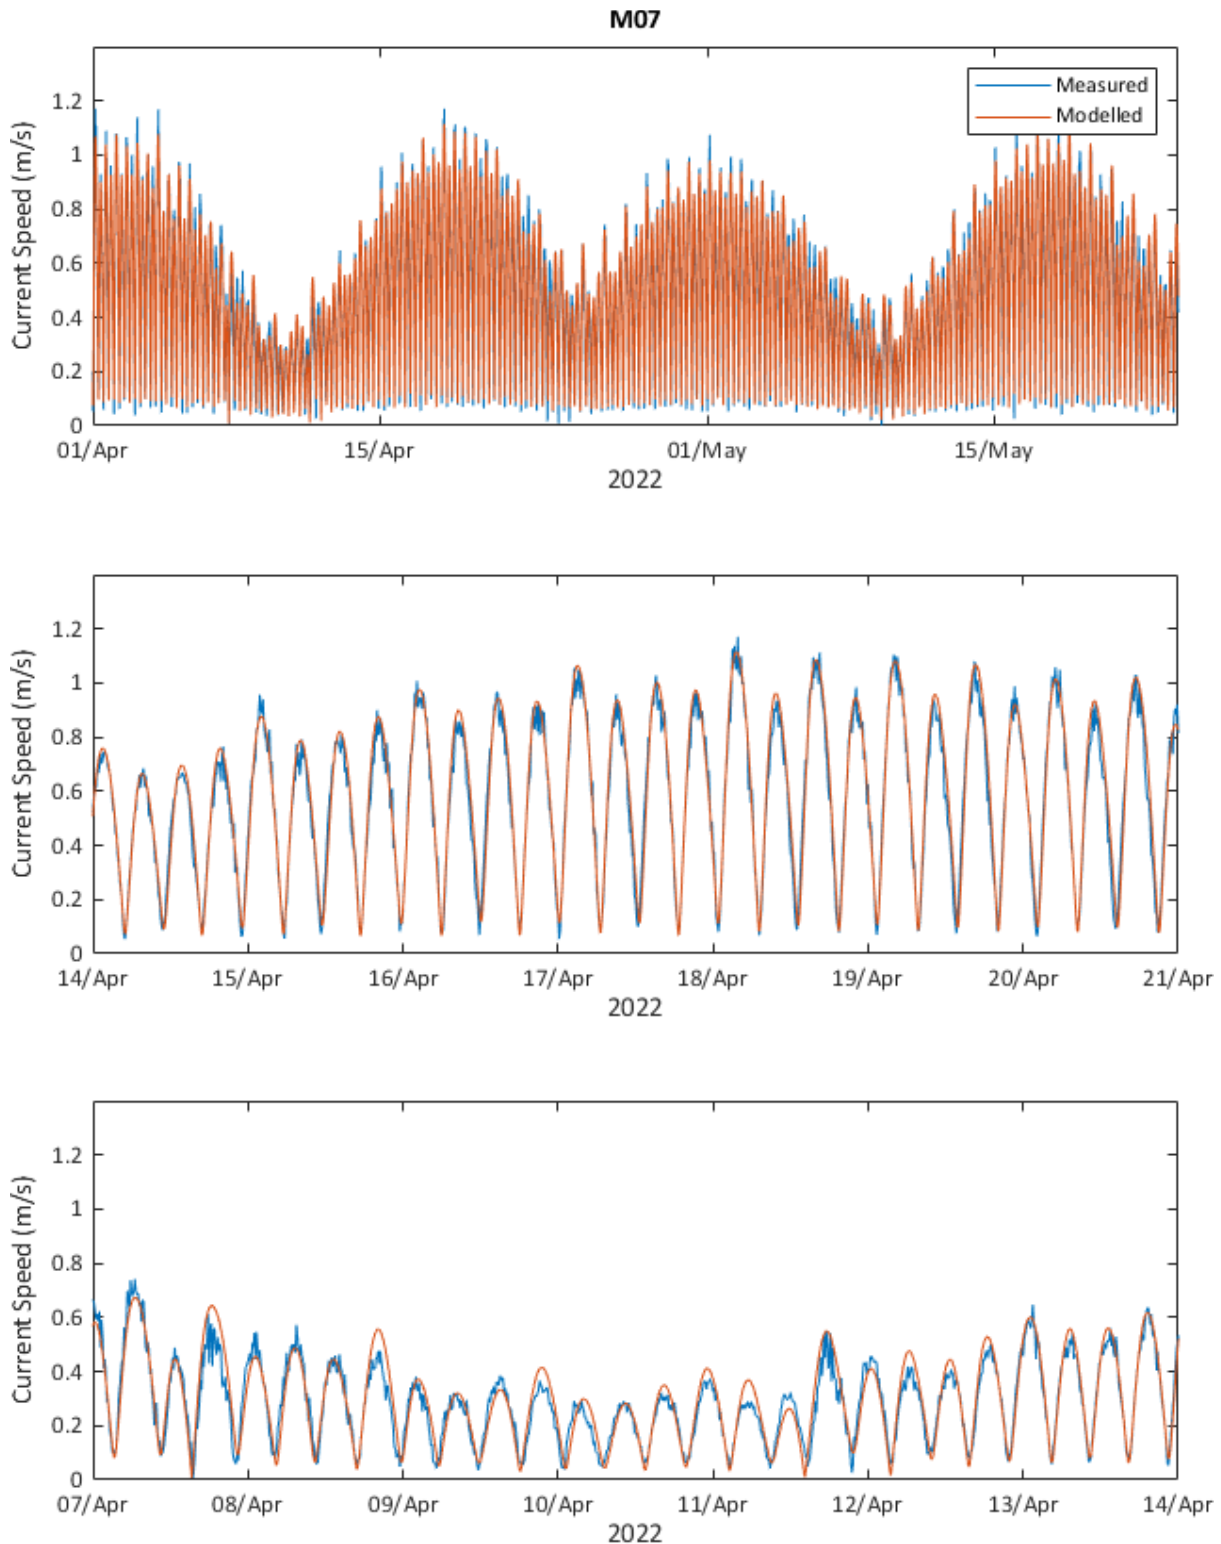 M07
Current Speed (m/s)
1.2
1
0.8
0.6
0.4
0.2
0
Measured
Modelled
01/Apr 15/Apr 01/May 15/May
2022
Current Speed (m/s)
1.2
1
0.8
0.6
0.4
0.2
0
14/Apr 15/Apr 16/Apr 17/Apr 18/Apr 19/Apr 20/Apr 21/Apr
2022
Current Speed (m/s)
1.2
1
0.8
0.6
0.4
0.2
0
07/Apr 08/Apr 09/Apr 10/Apr 11/Apr 12/Apr 13/Apr 14/Apr
2022